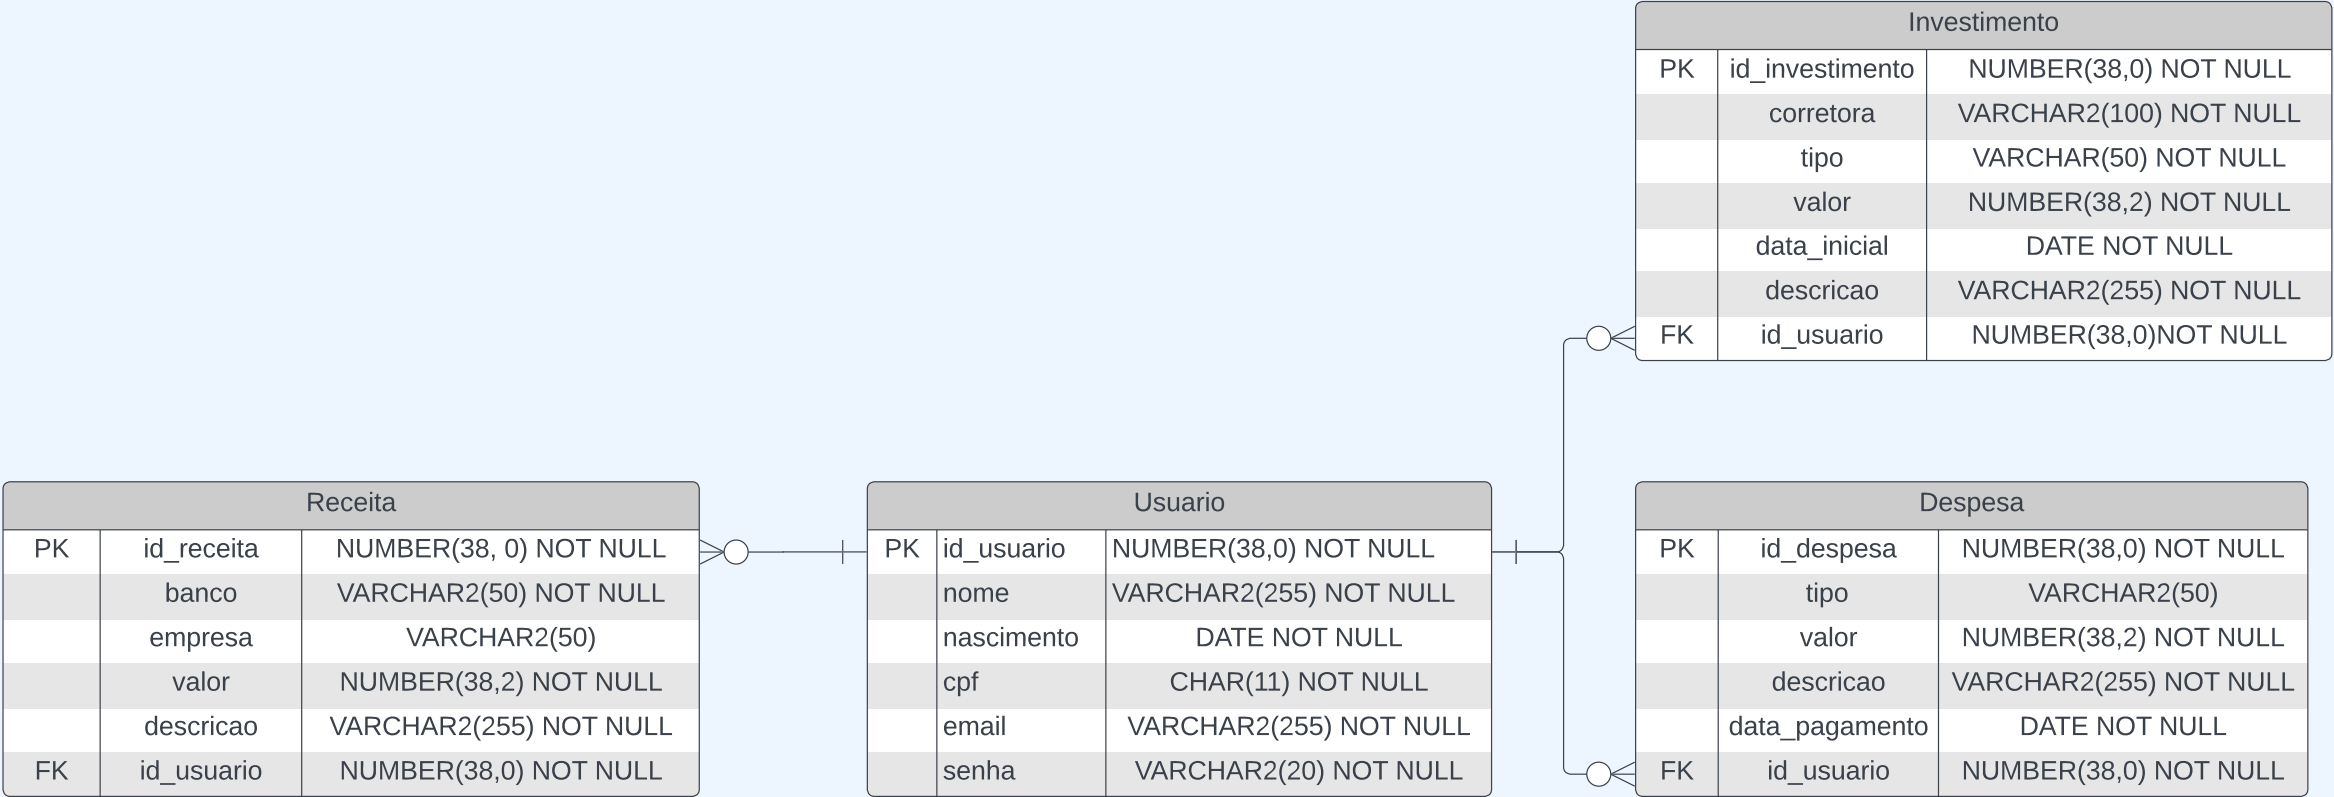 Investimento
PK id_investimento NUMBER(38,0) NOT NULL
corretora VARCHAR2(100) NOT NULL
tipo VARCHAR(50) NOT NULL
valor NUMBER(38,2) NOT NULL
data_inicial DATE NOT NULL
descricao VARCHAR2(255) NOT NULL
FK id_usuario NUMBER(38,0)NOT NULL
Receita
PK id_receita NUMBER(38, 0) NOT NULL
banco VARCHAR2(50) NOT NULL
empresa VARCHAR2(50)
valor NUMBER(38,2) NOT NULL
descricao VARCHAR2(255) NOT NULL
FK id_usuario NUMBER(38,0) NOT NULL
Usuario
PK id_usuario NUMBER(38,0) NOT NULL
nome VARCHAR2(255) NOT NULL
nascimento DATE NOT NULL
cpf CHAR(11) NOT NULL
email VARCHAR2(255) NOT NULL
senha VARCHAR2(20) NOT NULL
Despesa
PK id_despesa NUMBER(38,0) NOT NULL
tipo VARCHAR2(50)
valor NUMBER(38,2) NOT NULL
descricao VARCHAR2(255) NOT NULL
data_pagamento DATE NOT NULL
FK id_usuario NUMBER(38,0) NOT NULL